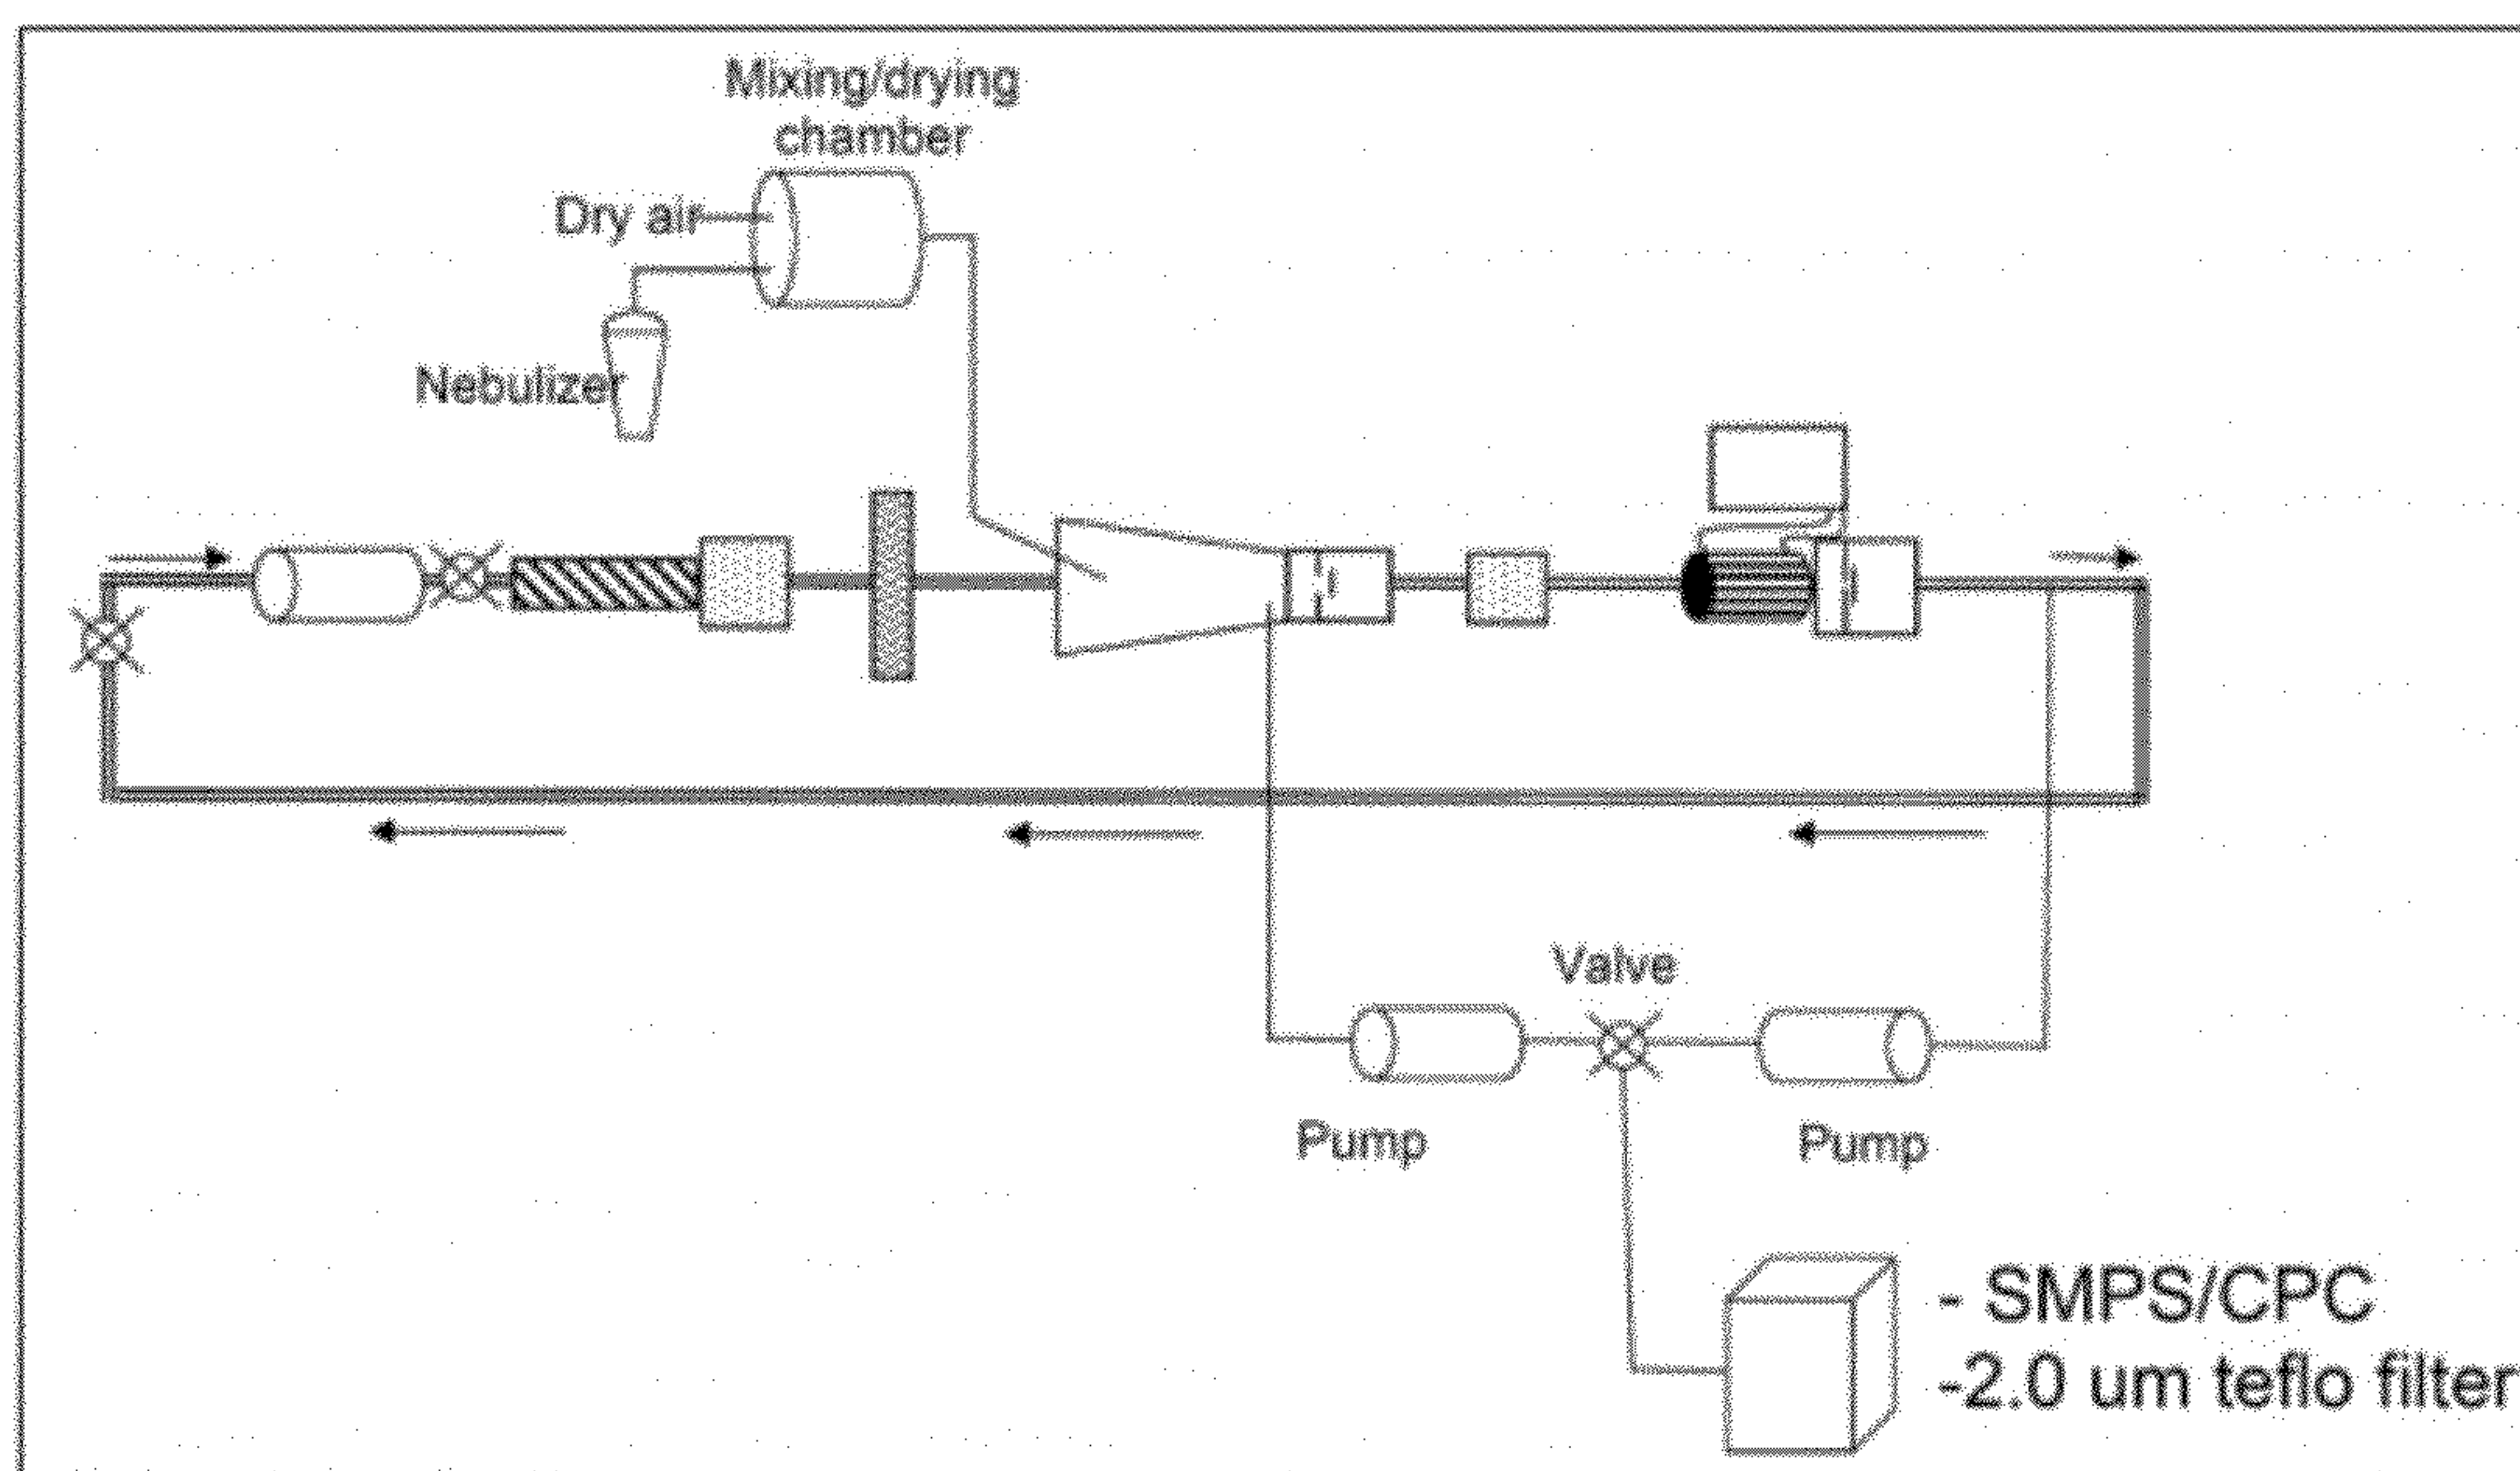 Mixing/drying
chamber
Dry air
Nebulizer
Valve
Pump
Pump
- SMPS/CPC
-2.0 um teflo filter